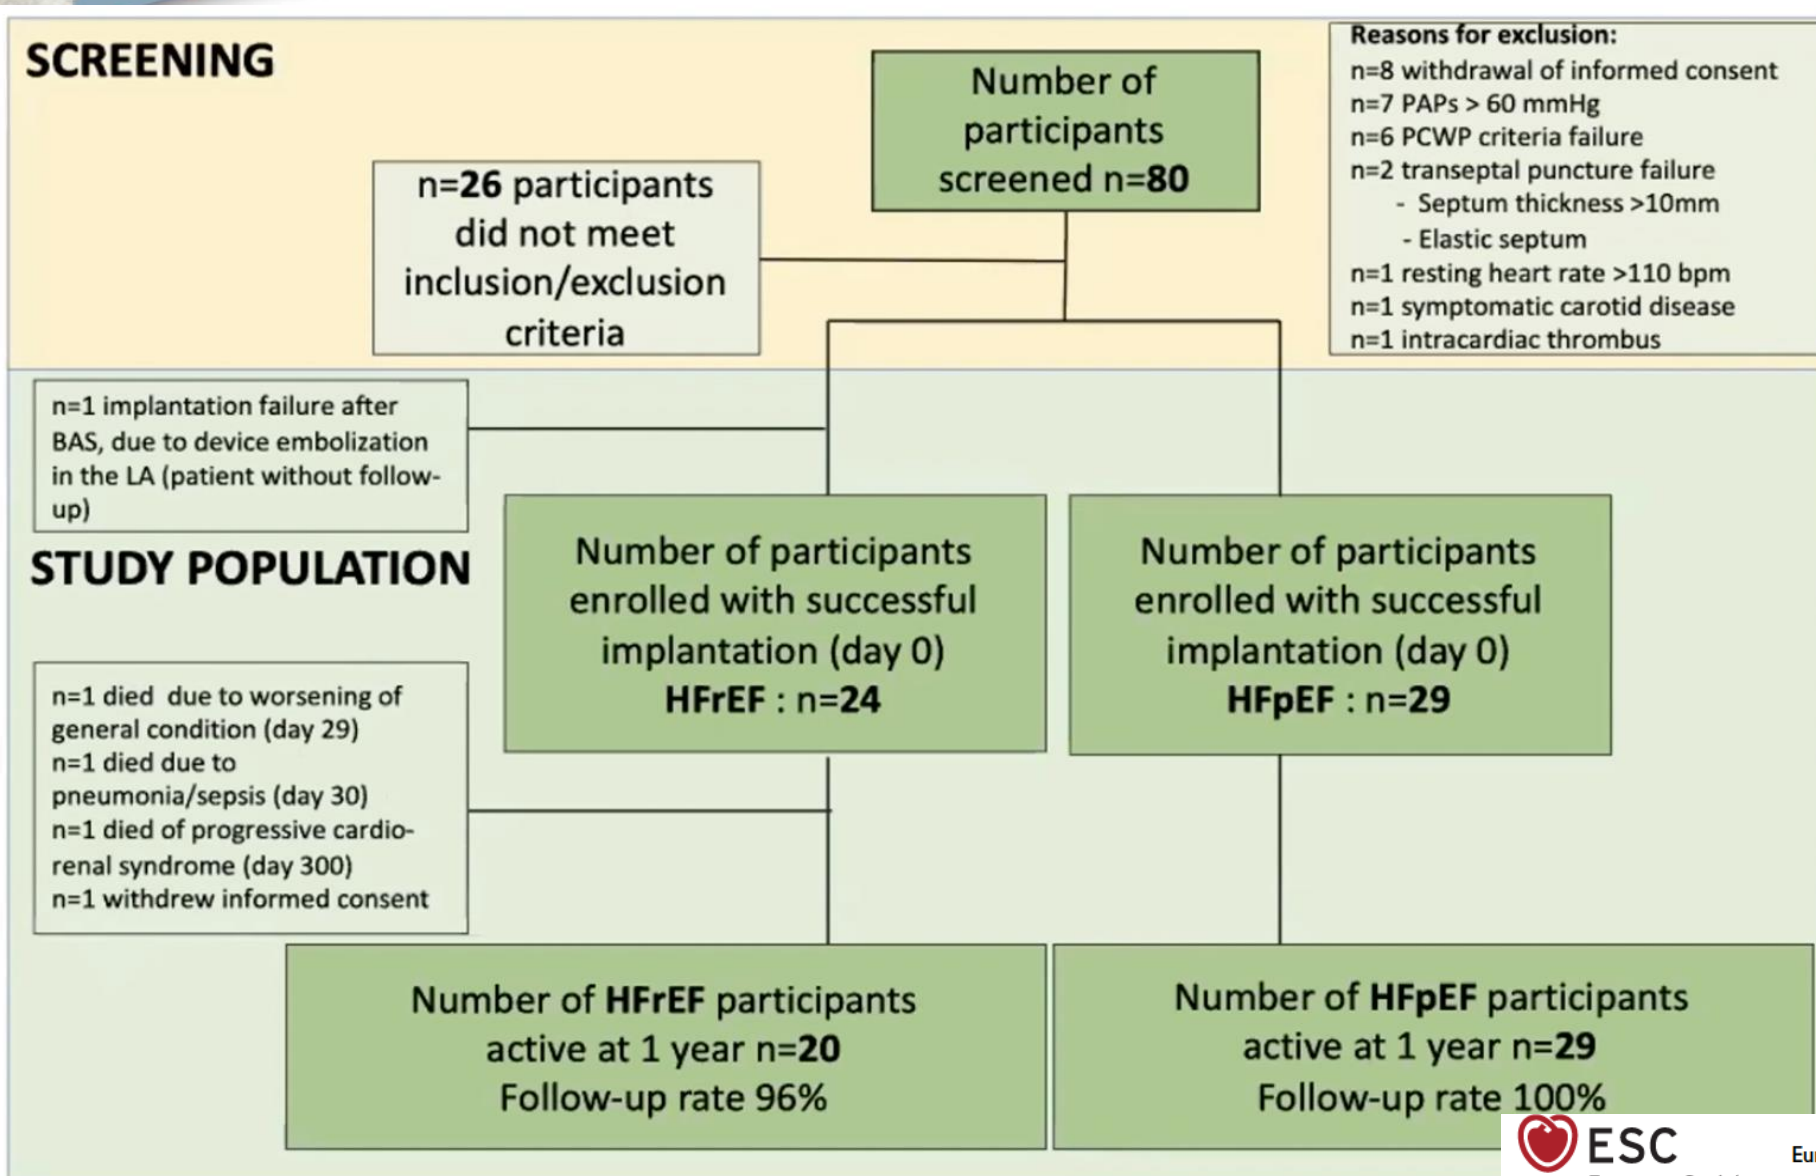 SCREENING
Number of
participants
screened n=80
Reasons for exclusion:
n=8 withdrawal of informed consent
n=7 PAPs > 60 mmHg
n=6 PCWP criteria failure
n=2 transeptal puncture failure
- Septum thickness >10mm
- Elastic septum
n=1 resting heart rate >110 bpm
n=1 symptomatic carotid disease
n=1 intracardiac thrombus
n=26 participants
did not meet
inclusion/exclusion
criteria
n=1 implantation failure after
BAS, due to device embolization
in the LA (patient without follow-
up)
STUDY POPULATION
Number of participants
enrolled with successful
implantation (day 0)
HFrEF : n=24
Number of participants
enrolled with successful
implantation (day 0)
HFpEF : n=29
n=1 died due to worsening of
general condition (day 29)
n=1 died due to
pneumonia/sepsis (day 30)
n=1 died of progressive cardio-
renal syndrome (day 300)
n=1 withdrew informed consent
Number of HFrEF participants
active at 1 year n=20
Follow-up rate 96%
Number of HFpEF participants
active at 1 year n=29
Follow-up rate 100%
ESC